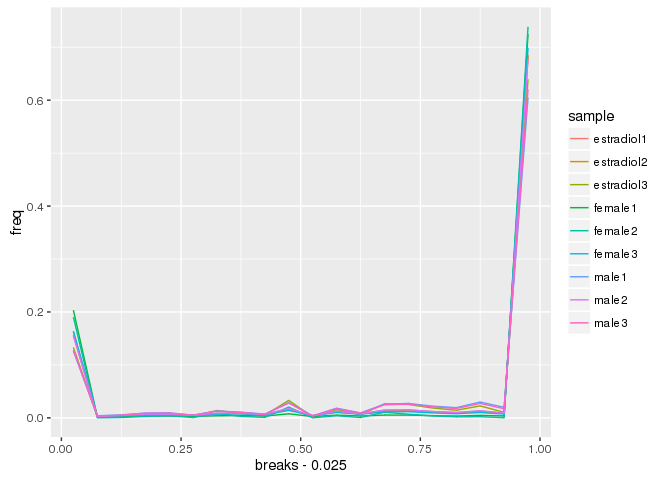 0.6
0.4
0.2
0.0
freq
0.00 0.25 0.50 0.75 1.00
breaks - 0.025
sample
estradiol1
estradiol2
estradiol3
female1
female2
female3
male1
male2
male3